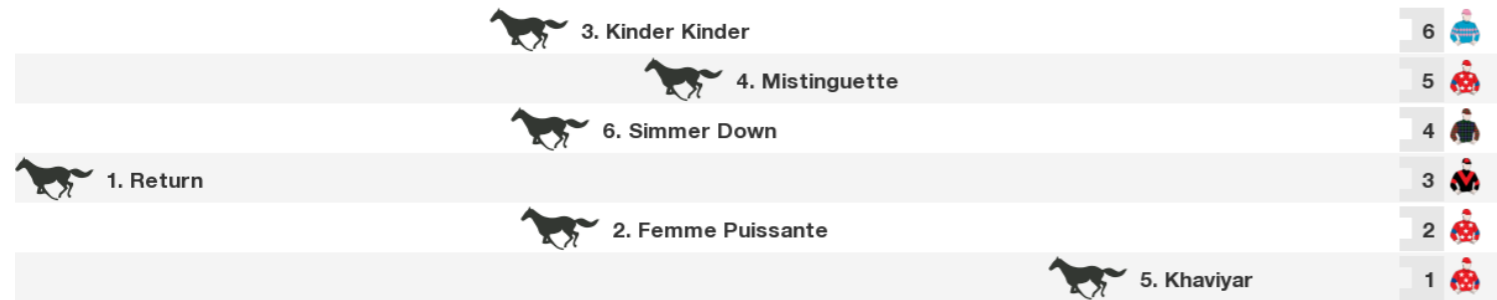 3. Kinder Kinder 6
4. Mistinguette 5
6. Simmer Down 4
1. Return 3
2. Femme Puissante 2
5. Khaviyar 1